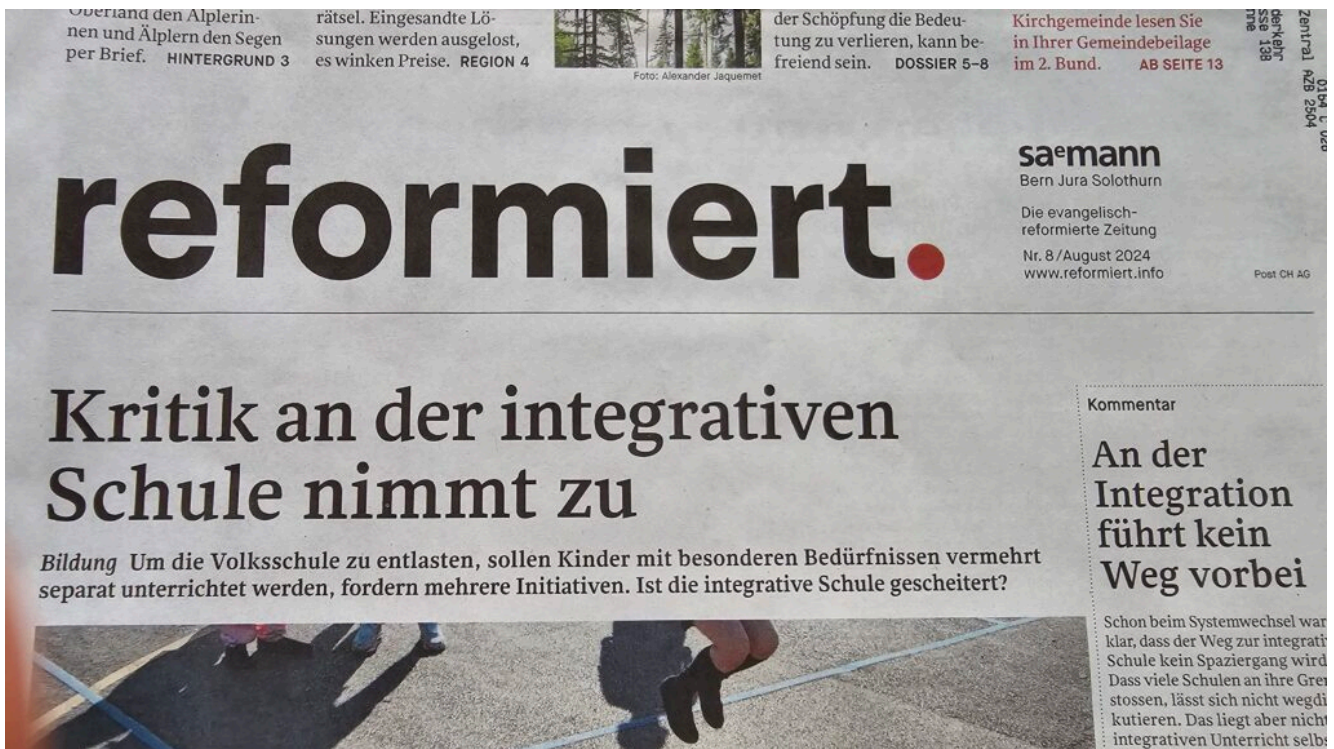 Oberland den Älplerin-
nen und Älplern den Segen
per Brief. HINTERGRUND 3
rätsel. Eingesandte Lö-
sungen werden ausgelost,
es winken Preise. REGION 4
Foto: Alexander Jaquemet
der Schöpfung die Bedeu-
tung zu verlieren, kann be-
freiend sein. DOSSIER 5–8
Kirchgemeinde lesen Sie
in Ihrer Gemeindebeilage
im 2. Bund. AB SEITE 13
Zentral AZB 2504
reformiert.
saemann
Bern Jura Solothurn
Die evangelisch-
reformierte Zeitung
Nr. 8/August 2024
www.reformiert.info
Post CH AG
Kritik an der integrativen
Schule nimmt zu
Bildung Um die Volksschule zu entlasten, sollen Kinder mit besonderen Bedürfnissen vermehrt
separat unterrichtet werden, fordern mehrere Initiativen. Ist die integrative Schule gescheitert?
Kommentar
An der
Integration
führt kein
Weg vorbei
Schon beim Systemwechsel war
klar, dass der Weg zur integrati
Schule kein Spaziergang wird
Dass viele Schulen an ihre Gren
stossen, lässt sich nicht wegdi
kutieren. Das liegt aber nicht
integrativen Unterricht selbs